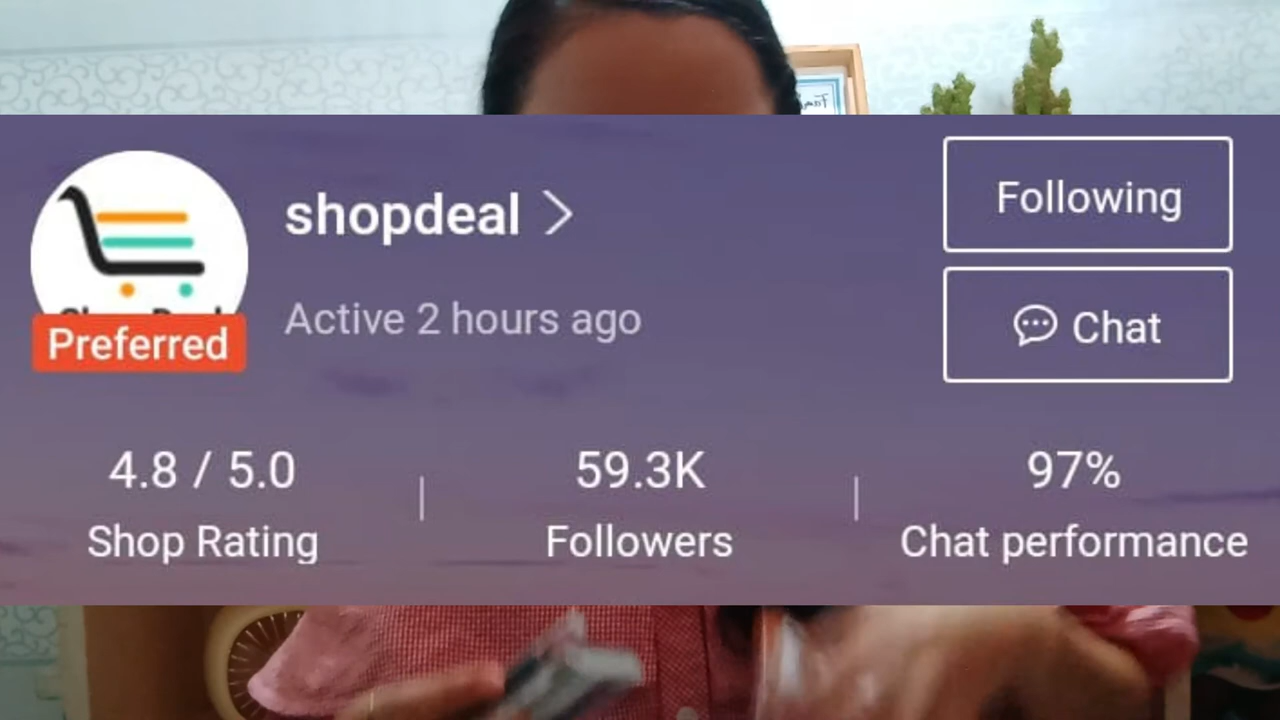 shopdeal
Following
Active 2 hours ago
Chat
Preferred
4.8 / 5.0
59.3K
97%
Shop Rating
Followers
Chat performance